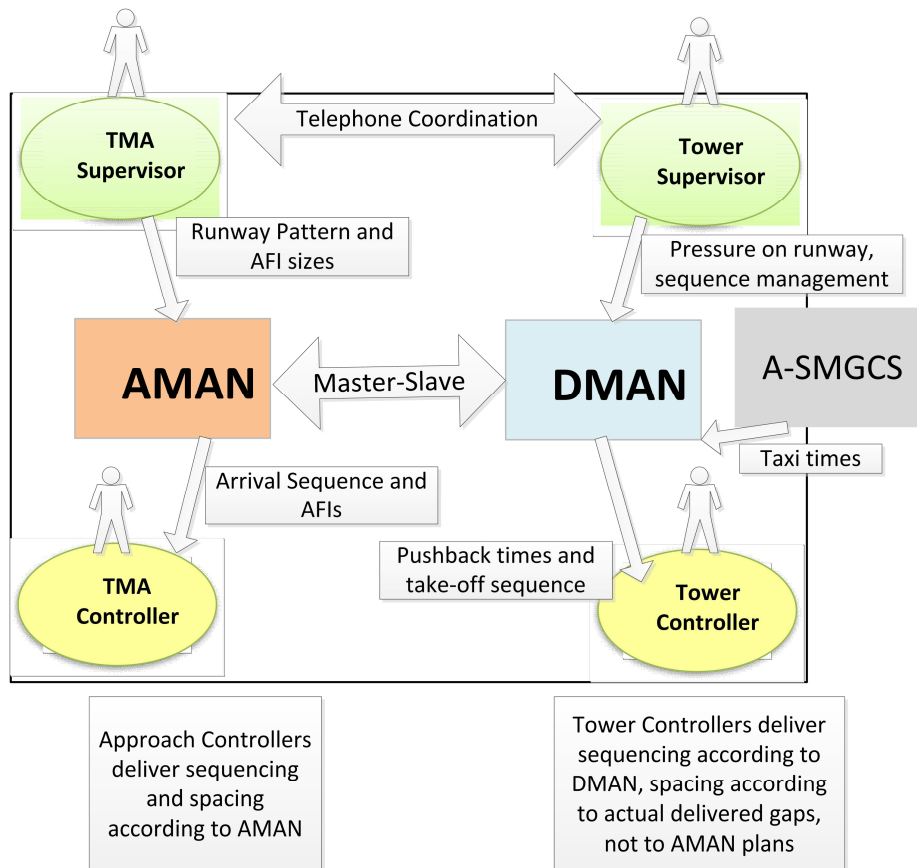 Telephone Coordination
TMA
Supervisor
Tower
Supervisor
Runway Pattern and
AFI sizes
Pressure on runway,
sequence management
AMAN
Master-Slave
DMAN
A-SMGCS
Taxi times
Arrival Sequence and
AFIs
Pushback times and
take-off sequence
TMA
Controller
Tower
Controller
Approach Controllers
deliver sequencing
and spacing
according to AMAN
Tower Controllers deliver
sequencing according to
DMAN, spacing according
to actual delivered gaps,
not to AMAN plans